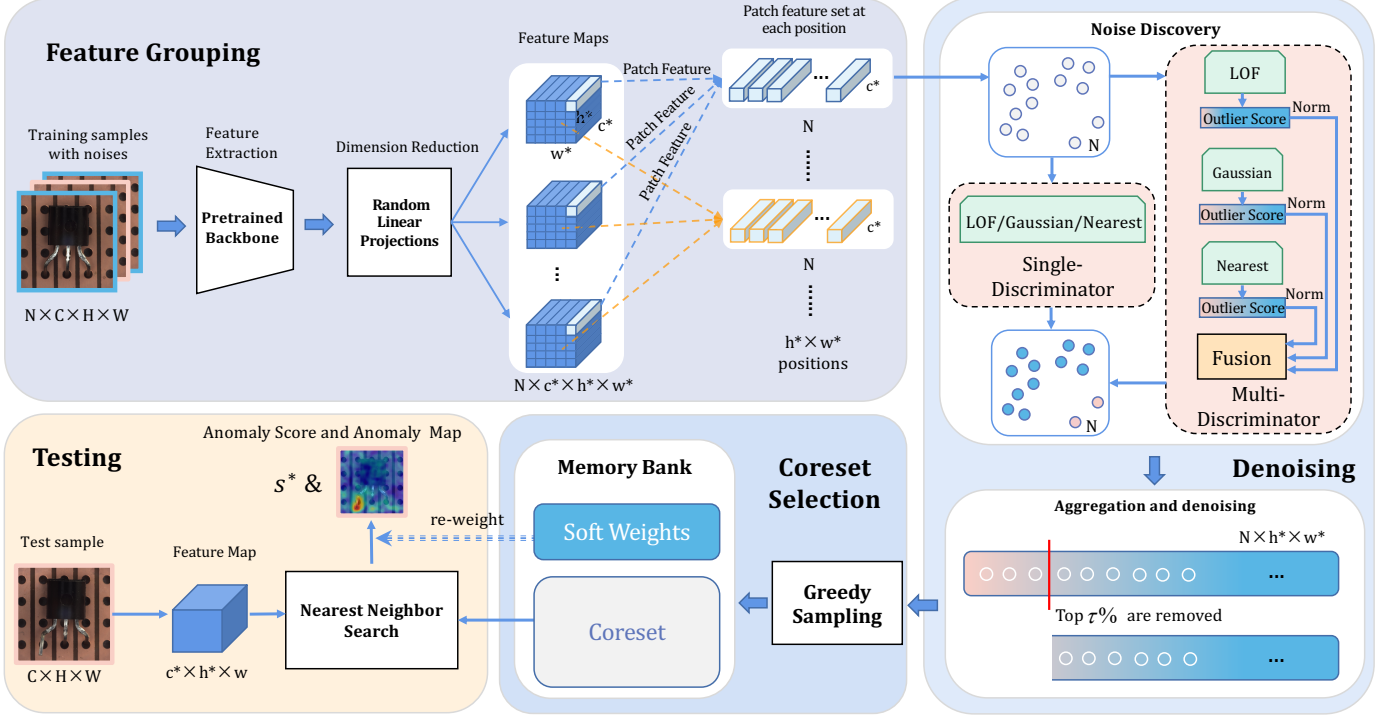 Feature Grouping
Training samples
with noises
N×C×H×W
Feature
Extraction
Pretrained
Backbone
Dimension Reduction
Random
Linear
Projections
Feature Maps
h*
c*
w*
⋮
N×c*×h*×w*
Patch Feature
Patch Feature
Patch Feature
Patch feature set at
each position
...
c*
N
...
c*
N
h*×w*
positions
Noise Discovery
N
LOF/Gaussian/Nearest
Single-
Discriminator
N
LOF
Norm
Outlier Score
Gaussian
Norm
Outlier Score
Nearest
Norm
Outlier Score
Fusion
Multi-
Discriminator
Denoising
Aggregation and denoising
N×h*×w*
...
Top τ% are removed
...
Coreset
Selection
Greedy
Sampling
Memory Bank
Soft Weights
Coreset
Testing
Anomaly Score and Anomaly Map
s* &
re-weight
Test sample
C×H×W
Feature Map
c*×h*×w
Nearest Neighbor
Search